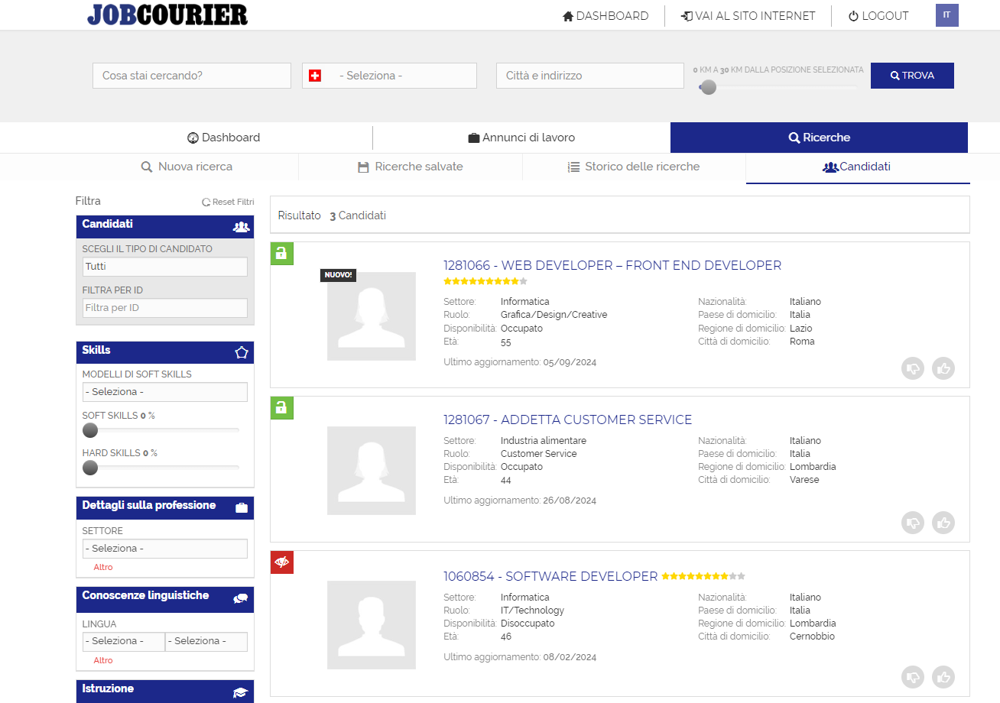 JOBCOURIER
DASHBOARD
VAI AL SITO INTERNET
LOGOUT
IT
Cosa stai cercando?
- Seleziona -
Città e indirizzo
0 KM A 30 KM DALLA POSIZIONE SELEZIONATA
TROVA
Dashboard
Annunci di lavoro
Ricerche
Nuova ricerca
Ricerche salvate
Storico delle ricerche
Candidati
Filtra
Reset Filtri
Candidati
SCEGLI IL TIPO DI CANDIDATO
Tutti
FILTRA PER ID
Filtra per ID
Skills
MODELLI DI SOFT SKILLS
- Seleziona -
SOFT SKILLS 0 %
HARD SKILLS 0 %
Dettagli sulla professione
SETTORE
- Seleziona -
Altro
Conoscenze linguistiche
LINGUA
- Seleziona - - Seleziona -
Altro
Istruzione
Risultato 3 Candidati
NUOVO!
1281066 - WEB DEVELOPER – FRONT END DEVELOPER
Settore: Informatica
Ruolo: Grafica/Design/Creative
Disponibilità: Occupato
Età: 55
Ultimo aggiornamento: 05/09/2024
Nazionalità: Italiano
Paese di domicilio: Italia
Regione di domicilio: Lazio
Città di domicilio: Roma
1281067 - ADDETTA CUSTOMER SERVICE
Settore: Industria alimentare
Ruolo: Customer Service
Disponibilità: Occupato
Età: 44
Ultimo aggiornamento: 26/08/2024
Nazionalità: Italiano
Paese di domicilio: Italia
Regione di domicilio: Lombardia
Città di domicilio: Varese
1060854 - SOFTWARE DEVELOPER
Settore: Informatica
Ruolo: IT/Technology
Disponibilità: Disoccupato
Età: 46
Ultimo aggiornamento: 08/02/2024
Nazionalità: Italiano
Paese di domicilio: Italia
Regione di domicilio: Lombardia
Città di domicilio: Cernobbio